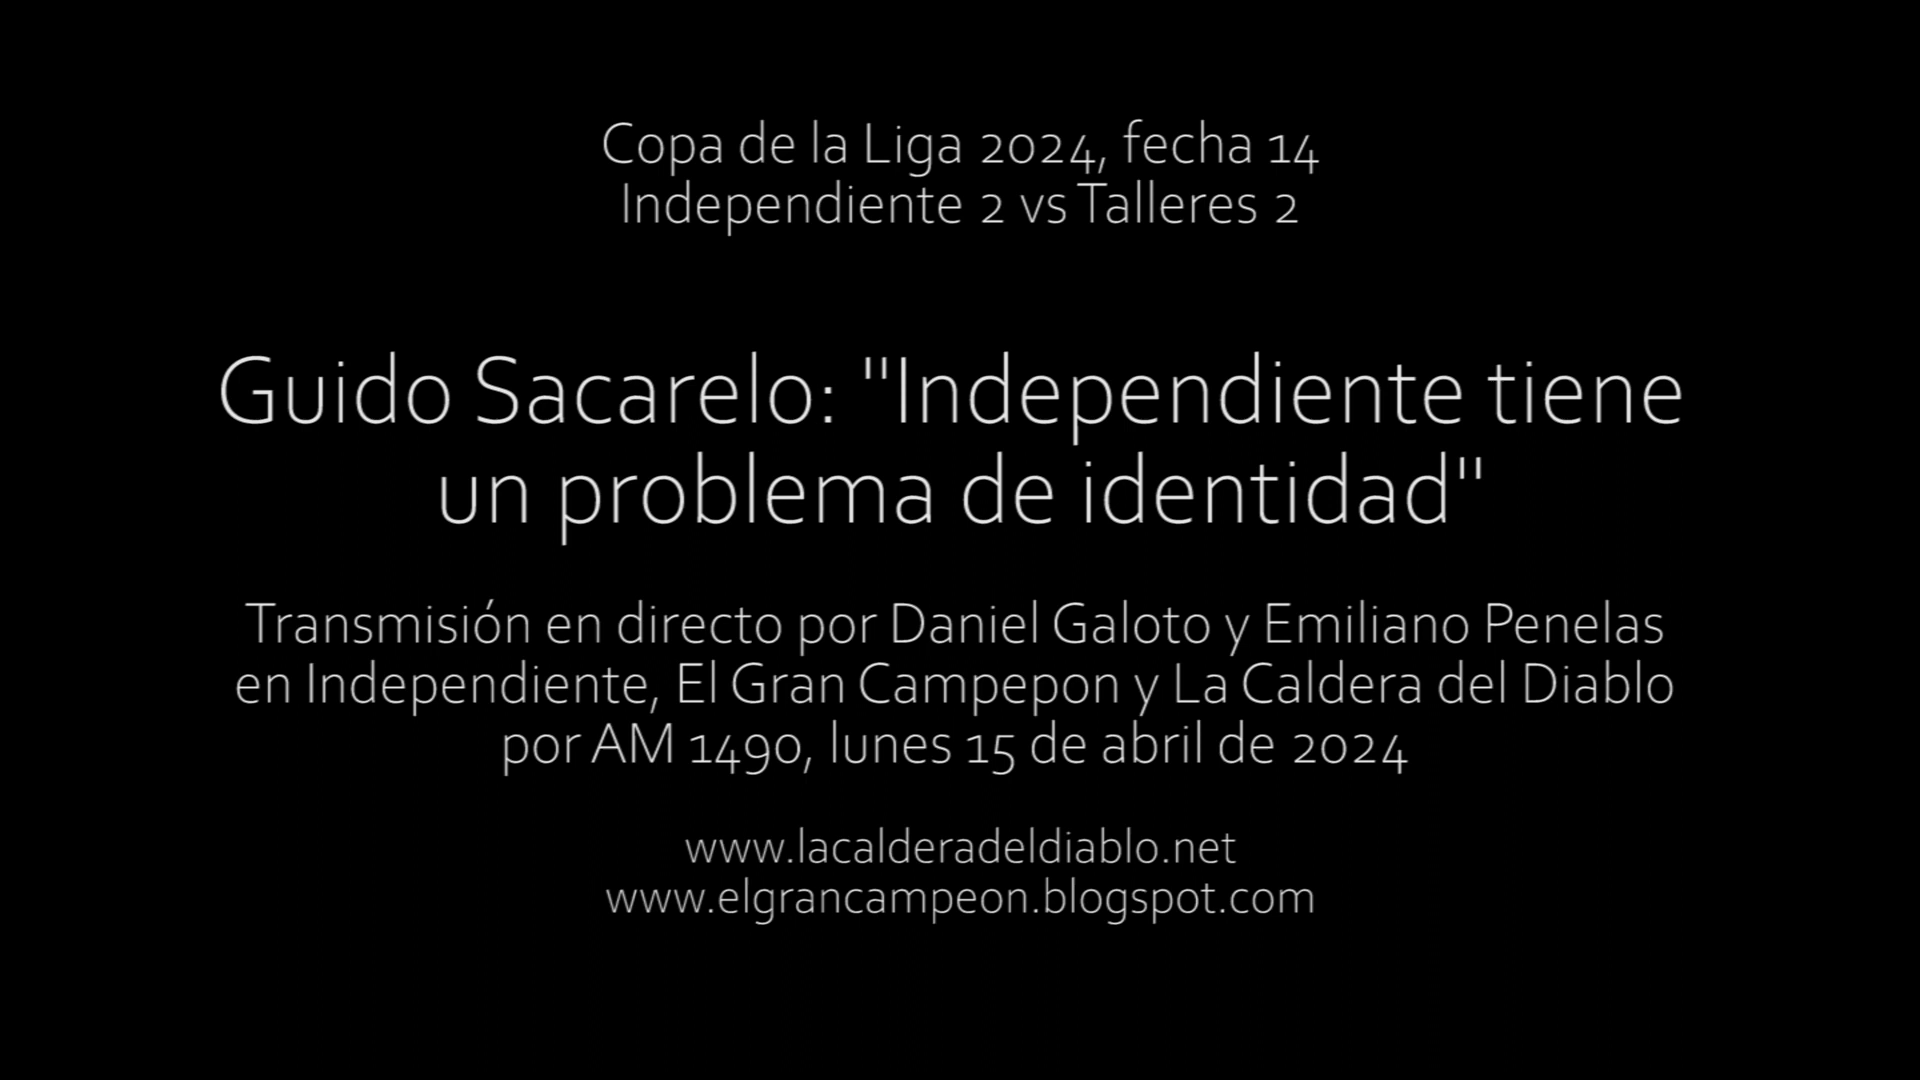 Copa de la Liga 2024, fecha 14
Independiente 2 vs Talleres 2
Guido Sacarelo: "Independiente tiene
un problema de identidad"
Transmisión en directo por Daniel Galoto y Emiliano Penelas
en Independiente, El Gran Campepon y La Caldera del Diablo
por AM 1490, lunes 15 de abril de 2024
www.lacalderadeldiablo.net
www.elgrancampeon.blogspot.com